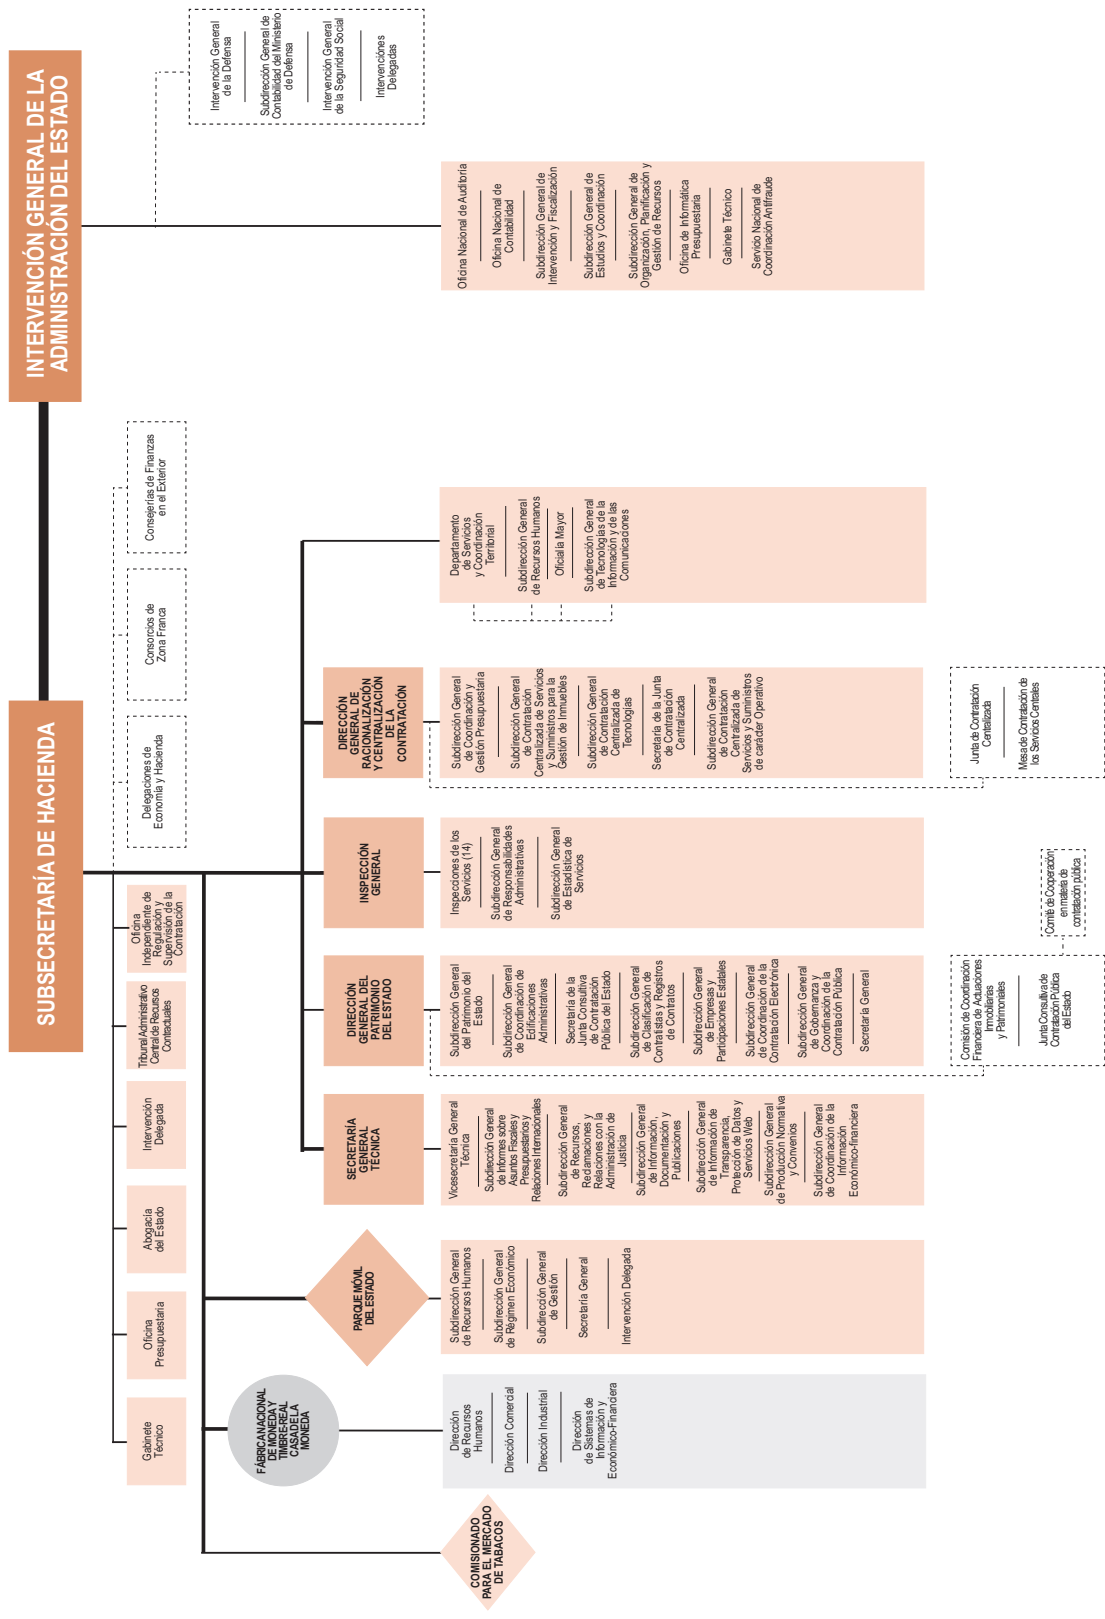 SUBSECRETARÍA DE HACIENDA
INTERVENCIÓN GENERAL DE LA
ADMINISTRACIÓN DEL ESTADO
Gabinete
Técnico
Oficina
Presupuestaria
Abogacía
del Estado
Intervención
Delegada
Tribunal Administrativo
Central de Recursos
Contactuales
Oficina
Independiente de
Regulación y
Supervisión de la
Contratación
Delegaciones de
Economía y Hacienda
Consorcios de
Zona Franca
Consejerías de Finanzas
en el Exterior
Intervención General
de la Defensa
Subdirección General de
Contabilidad del Ministerio
de Defensa
Intervención General
de la Seguridad Social
Intervenciónes
Delegadas
COMISIONADO
PARA EL MERCADO
DE TABACOS
FÁBRICA NACIONAL
DE MONEDA Y
TIMBRE-REAL
CASA DE LA
MONEDA
Dirección
de Recursos
Humanos
Dirección Comercial
Dirección Industrial
Dirección
de Sistemas de
Información y
Económico-Financiera
PARQUE MÓVIL
DEL ESTADO
Subdirección General
de Recursos Humanos
Subdirección General
de Régimen Económico
Subdirección General
de Gestión
Secretaría General
Intervención Delegada
SECRETARÍA
GENERAL
TÉCNICA
Vicesecretaría General
Técnica
Subdirección General
de Informes sobre
Asuntos Fiscales y
Presupuestarios y
Relaciones Internacionales
Subdirección General
de Recursos,
Reclamaciones y
Relaciones con la
Administración de
Justicia
Subdirección General
de Información,
Documentación y
Publicaciones
Subdirección General
de Información de
Transparencia,
Protección de Datos y
Servicios Web
Subdirección General
de Producción Normativa
y Convenios
Subdirección General
de Coordinación de la
Información
Económico-financiera
DIRECCIÓN
GENERAL DEL
PATRIMONIO
DEL ESTADO
Subdirección General
del Patrimonio del
Estado
Subdirección General
de Coordinación de
Edificaciones
Administrativas
Secretaría de la
Junta Consultiva
de Contratación
Pública del Estado
Subdirección General
de Clasificación de
Contratistas y Registros
de Contratos
Subdirección General
de Empresas y
Participaciones Estatales
Subdirección General
de Coordinación de la
Contratación Electrónica
Subdirección General
de Gobernanza y
Coordinación de la
Contratación Pública
Secretaría General
Comisión de Coordinación
Financiera de Actuaciones
Inmobiliarias
y Patrimoniales
Junta Consultiva de
Contratación Pública
del Estado
Comité de Cooperación
en materia de
contratación pública
INSPECCIÓN
GENERAL
Inspecciones de los
Servicios (14)
Subdirección General
de Responsabilidades
Administrativas
Subdirección General
de Estadística de
Servicios
DIRECCIÓN
GENERAL DE
RACIONALIZACIÓN
Y CENTRALIZACIÓN
DE LA
CONTRATACIÓN
Subdirección General
de Coordinación y
Gestión Presupuestaria
Subdirección General
de Contratación
Centralizada de Servicios
y Suministros para la
Gestión de Inmuebles
Subdirección General
de Contratación
Centralizada de
Tecnologías
Secretaría de la Junta
de Contratación
Centralizada
Subdirección General
de Contratación
Centralizada de
Servicios y Suministros
de carácter Operativo
Junta de Contratación
Centralizada
Mesa de Contratación de
los Servicios Centrales
Departamento
de Servicios
y Coordinación
Territorial
Subdirección General
de Recursos Humanos
Oficialía Mayor
Subdirección General
de Tecnologías de la
Información y de las
Comunicaciones
Oficina Nacional de Auditoría
Oficina Nacional de
Contabilidad
Subdirección General de
Intervención y Fiscalización
Subdirección General de
Estudios y Coordinación
Subdirección General de
Organización, Planificación y
Gestión de Recursos
Oficina de Informática
Presupuestaria
Gabinete Técnico
Servicio Nacional de
Coordinación Antifraude